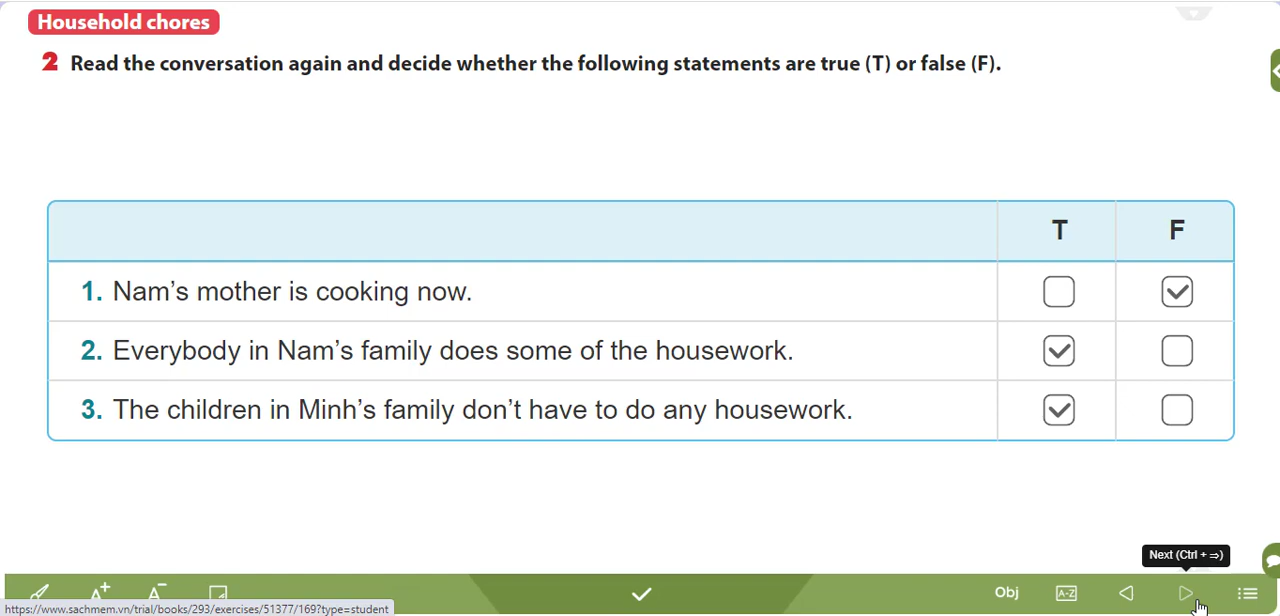 Household chores
2 Read the conversation again and decide whether the following statements are true (T) or false (F).
T F
1. Nam's mother is cooking now.
2. Everybody in Nam's family does some of the housework.
3. The children in Minh's family don't have to do any housework.
Next (Ctrl + ⇒)
A+ A- Obj A-Z
https://www.sachmem.vn/trial/books/293/exercises/51377/169?type=student